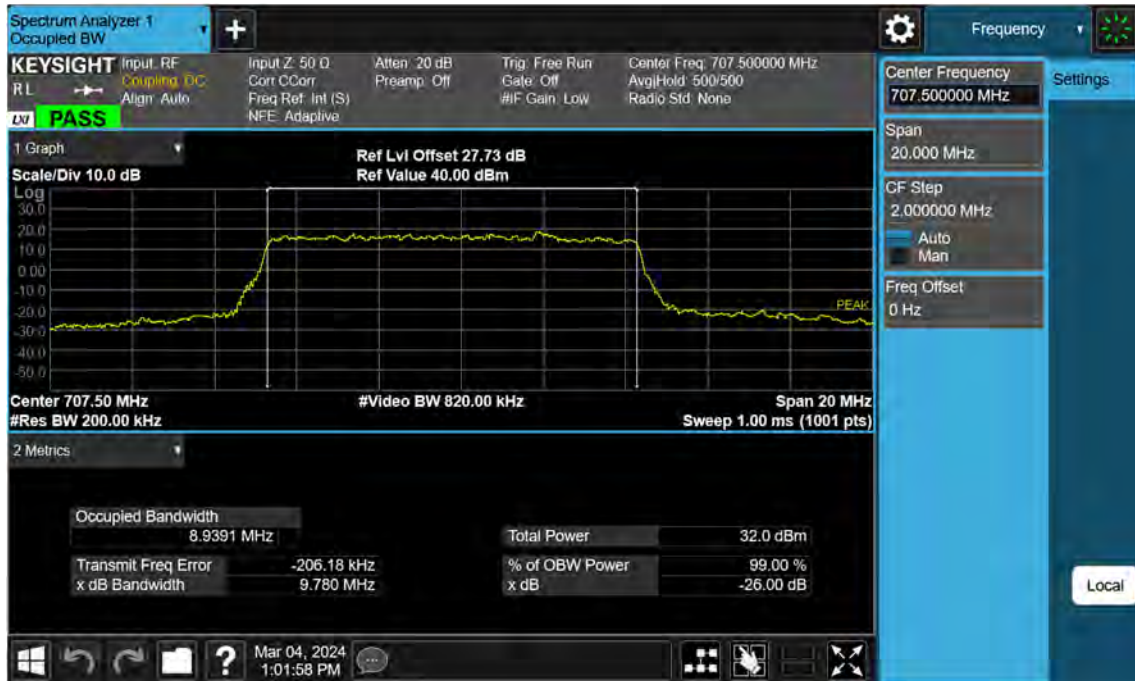 Spectrum Analyzer 1
Occupied BW
+
Frequency
KEYSIGHT
R L
LXI PASS
Input: RF
Coupling: DC
Align: Auto
Input Z: 50 Ω
Corr CCorr
Freq Ref: Int (S)
NFE: Adaptive
Atten: 20 dB
Preamp: Off
Trig: Free Run
Gate: Off
#IF Gain: Low
Center Freq: 707.500000 MHz
Avg|Hold: 500/500
Radio Std: None
Center Frequency
707.500000 MHz
Settings
Span
20.000 MHz
CF Step
2.000000 MHz
Auto
Man
Freq Offset
0 Hz
Local
1 Graph
Scale/Div 10.0 dB
Ref Lvl Offset 27.73 dB
Ref Value 40.00 dBm
Log
30.0
20.0
10.0
0.00
-10.0
-20.0
-30.0
-40.0
-50.0
PEAK
Center 707.50 MHz
#Video BW 820.00 kHz
Span 20 MHz
#Res BW 200.00 kHz
Sweep 1.00 ms (1001 pts)
2 Metrics
Occupied Bandwidth
8.9391 MHz
Total Power 32.0 dBm
Transmit Freq Error -206.18 kHz
% of OBW Power 99.00 %
x dB Bandwidth 9.780 MHz
x dB -26.00 dB
?
Mar 04, 2024
1:01:58 PM